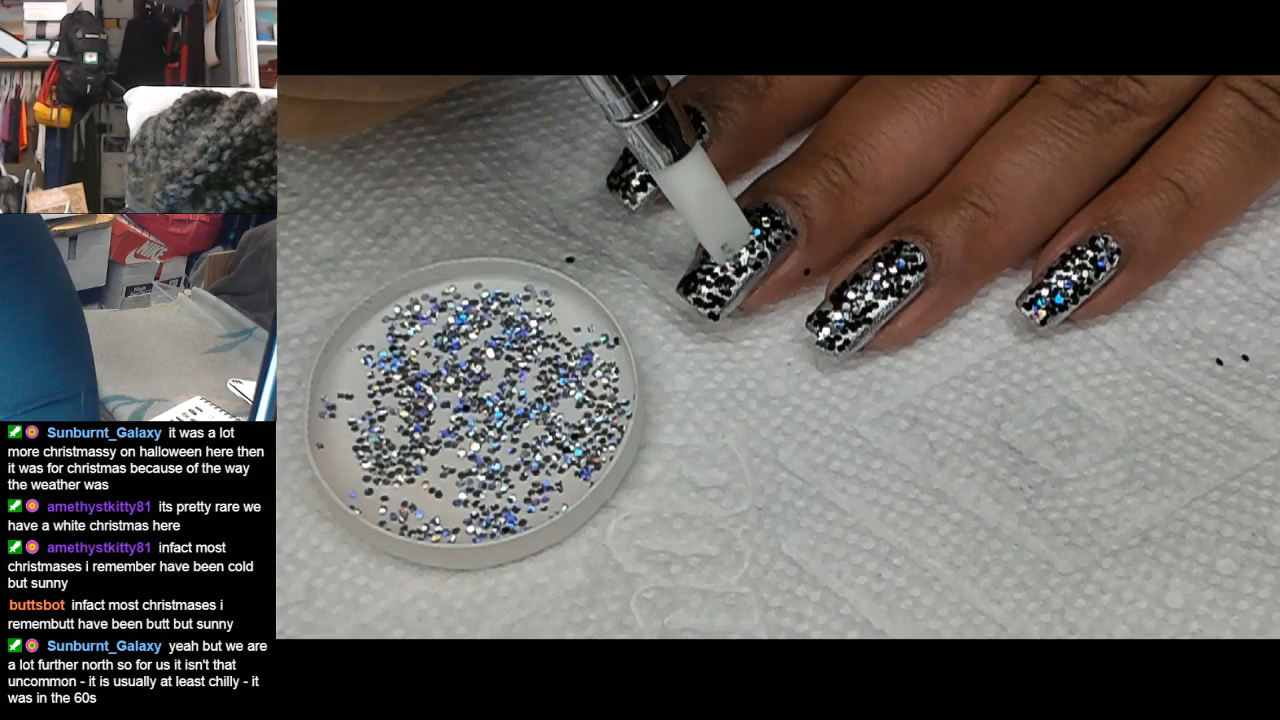 Sunburnt_Galaxy it was a lot
more christmassy on halloween here then
it was for christmas because of the way
the weather was
amethystkitty81 its pretty rare we
have a white christmas here
amethystkitty81 infact most
christmases i remember have been cold
but sunny
buttsbot infact most christmases i
remembutt have been butt but sunny
Sunburnt_Galaxy yeah but we are
a lot further north so for us it isn't that
uncommon - it is usually at least chilly - it
was in the 60s
NIKE